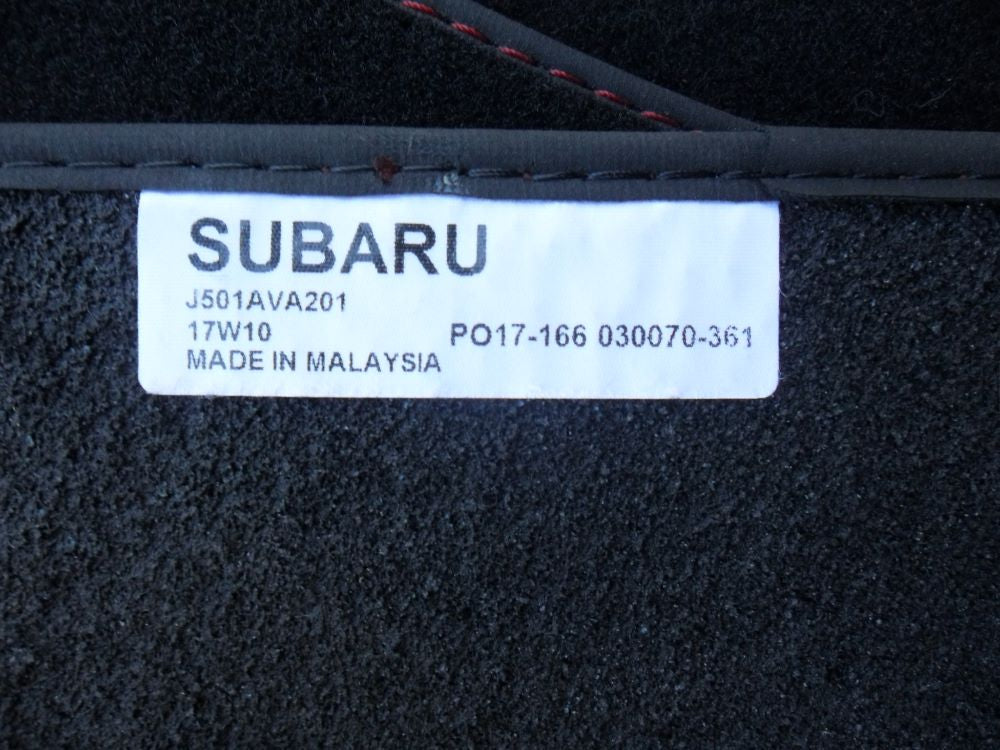 SUBARU
J501AVA201
17W10 PO17-166 030070-361
MADE IN MALAYSIA